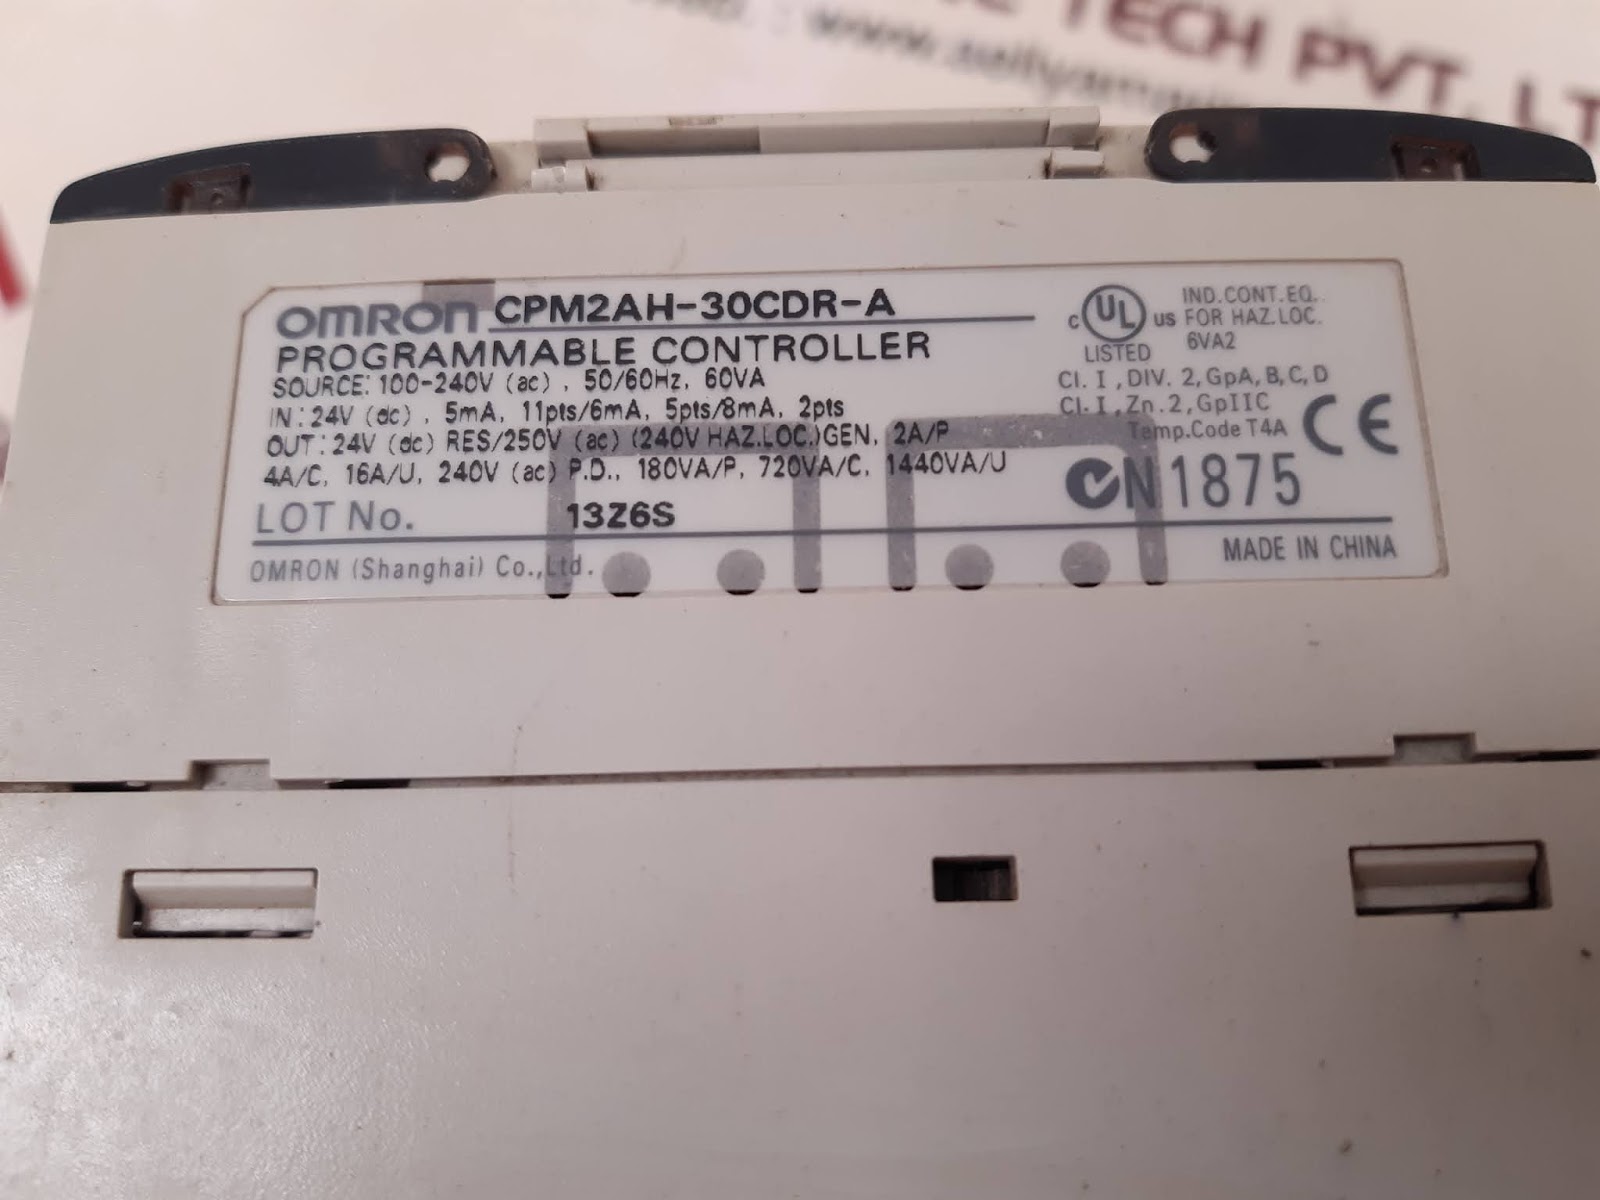 TECH PVT. LT
OMRON CPM2AH-30CDR-A
PROGRAMMABLE CONTROLLER
SOURCE: 100-240V (ac) , 50/60Hz, 60VA
IN: 24V (dc) , 5mA, 11pts/6mA, 5pts/8mA, 2pts
OUT: 24V (dc) RES/250V (ac) (240V HAZ.LOC.)GEN, 2A/P
4A/C, 16A/U, 240V (ac) P.D., 180VA/P, 720VA/C, 1440VA/U
LOT No. 13Z6S
OMRON (Shanghai) Co.,Ltd.
C UL US
LISTED
IND.CONT.EQ.
FOR HAZ.LOC.
6VA2
Cl. I , DIV. 2, GpA, B, C, D
Cl. I , Zn. 2, GpIIC
Temp.Code T4A
CE
N1875
MADE IN CHINA